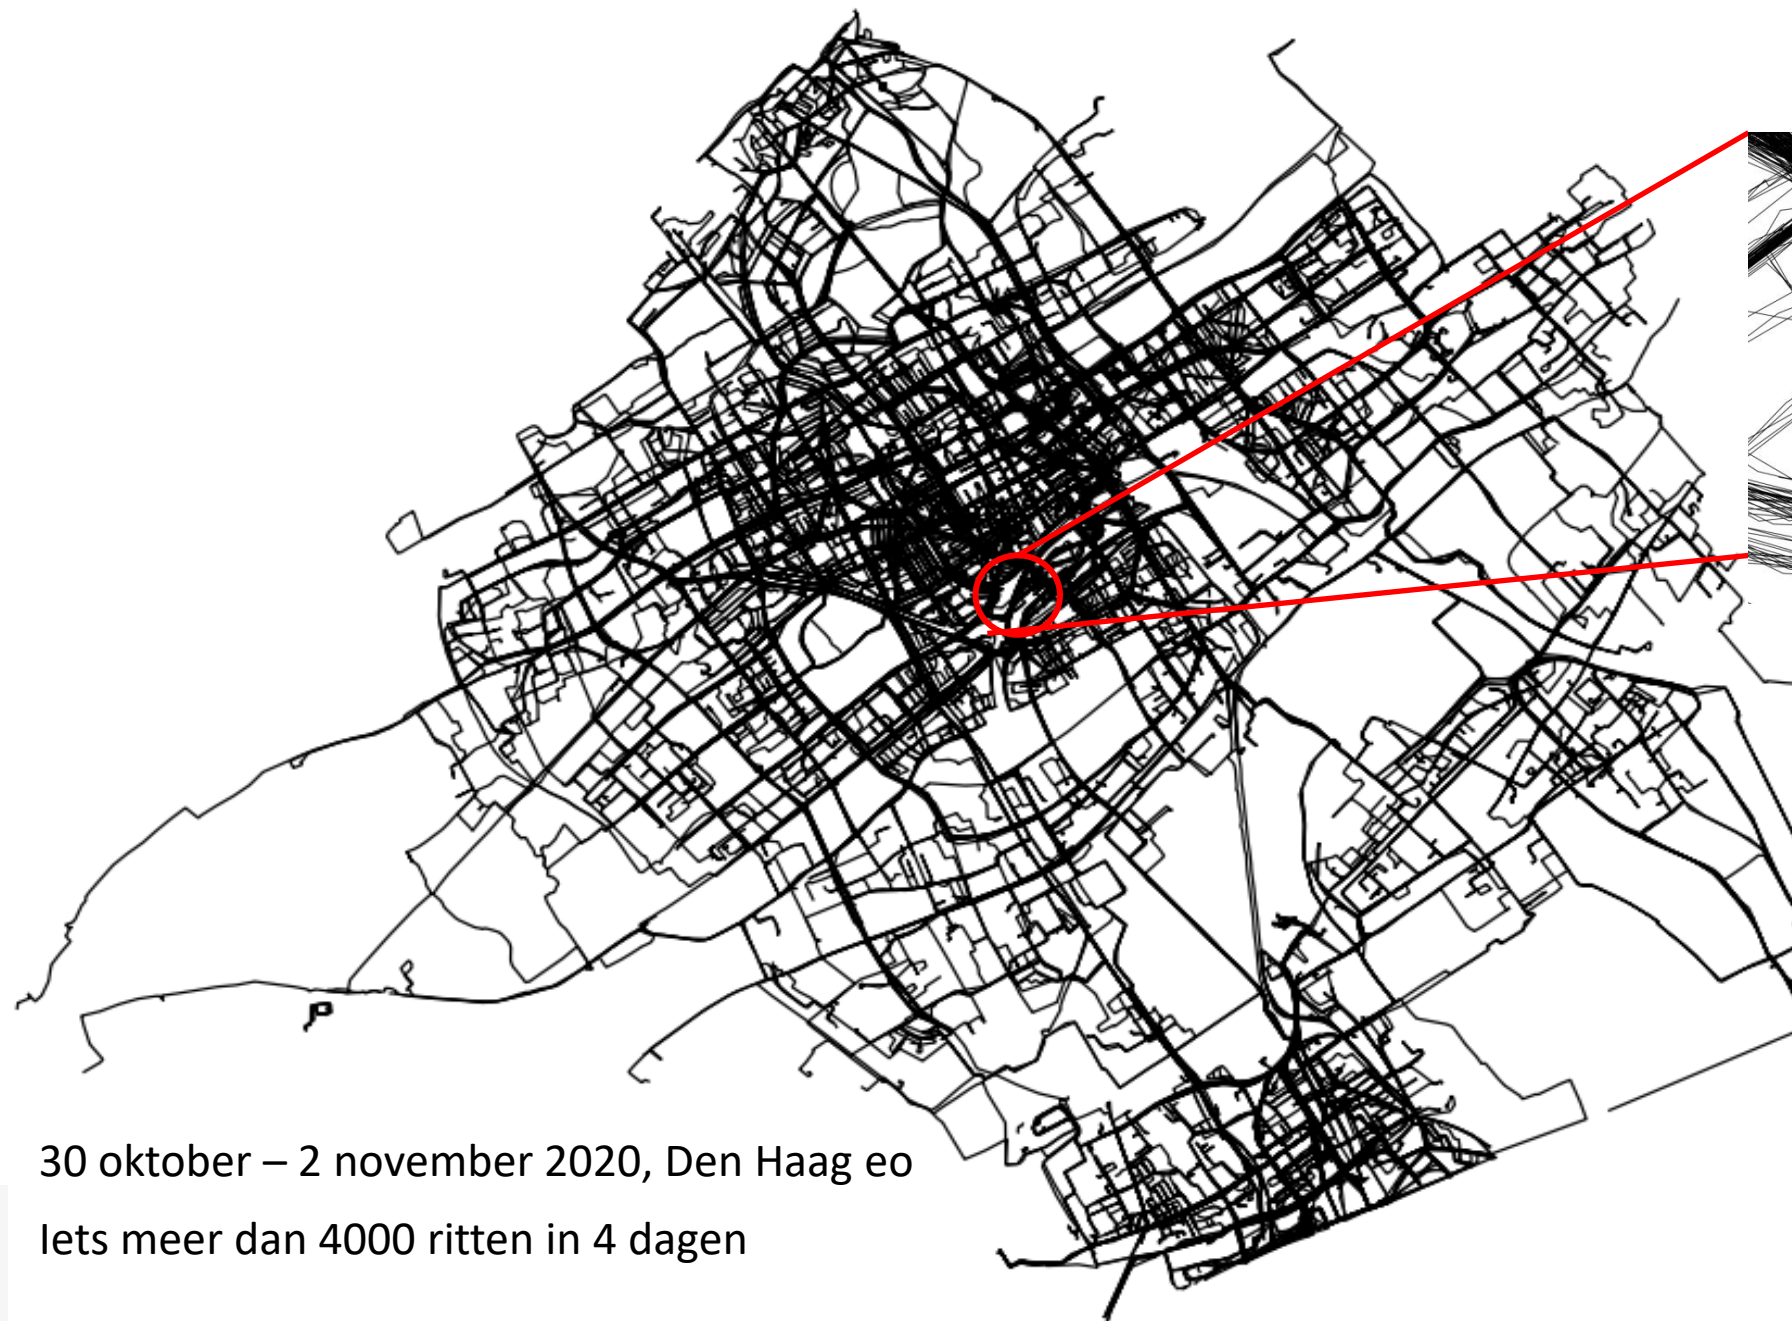 30 oktober – 2 november 2020, Den Haag eo
Iets meer dan 4000 ritten in 4 dagen